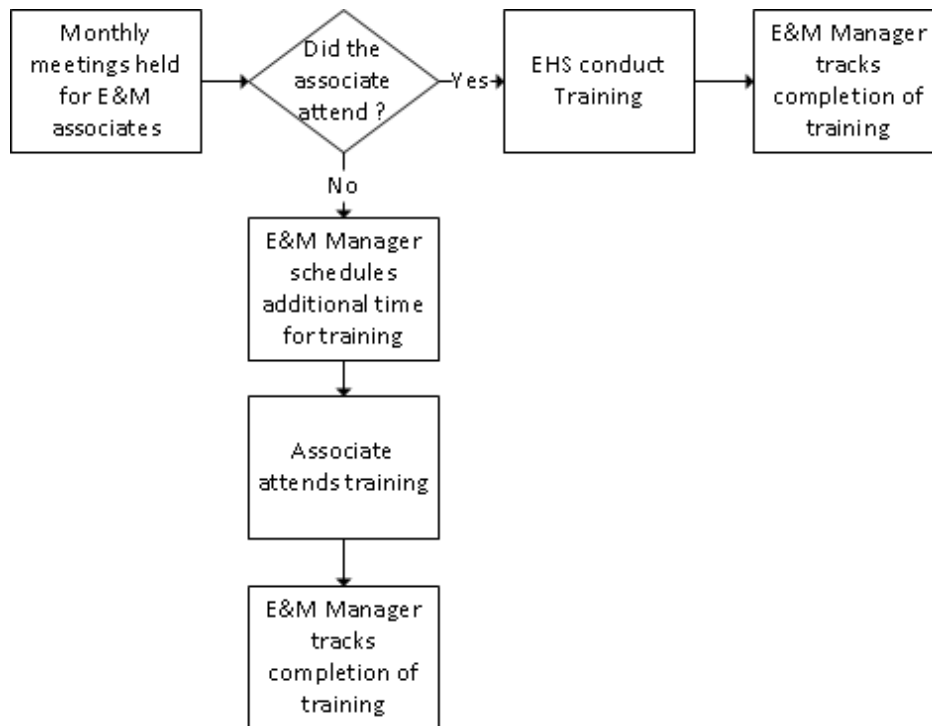 Monthly
meetings held
for E&M
associates
Did the
associate
attend ?
Yes
EHS conduct
Training
E&M Manager
tracks
completion of
training
No
E&M Manager
schedules
additional time
for training
Associate
attends training
E&M Manager
tracks
completion of
training